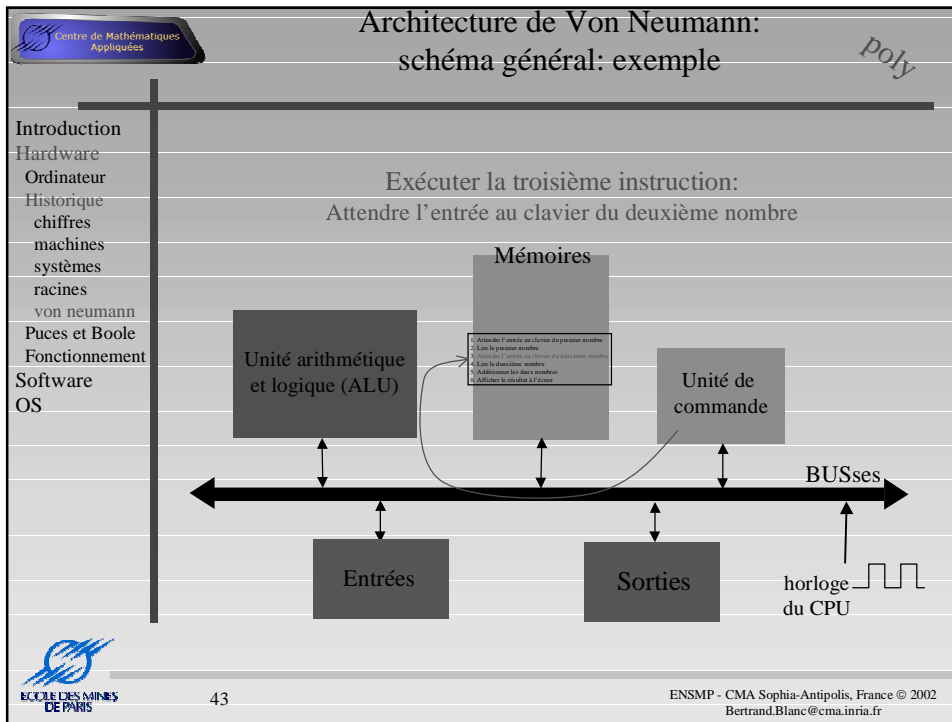 Centre de Mathématiques
Appliquées
Architecture de Von Neumann:
schéma général: exemple
poly
Introduction
Hardware
Ordinateur
Historique
chiffres
machines
systèmes
racines
von neumann
Puces et Boole
Fonctionnement
Software
OS
Exécuter la troisième instruction:
Attendre l'entrée au clavier du deuxième nombre
Mémoires
1. Attendre l'entrée au clavier du premier nombre
2. Lire le premier nombre
3. Attendre l'entrée au clavier du deuxième nombre
4. Lire le deuxième nombre
5. Additionner les deux nombres
6. Afficher le résultat à l'écran
Unité arithmétique
et logique (ALU)
Unité de
commande
BUSses
Entrées
Sorties
horloge
du CPU
ECOLE DES MINES
DE PARIS
43
ENSMP - CMA Sophia-Antipolis, France © 2002
Bertrand.Blanc@cma.inria.fr